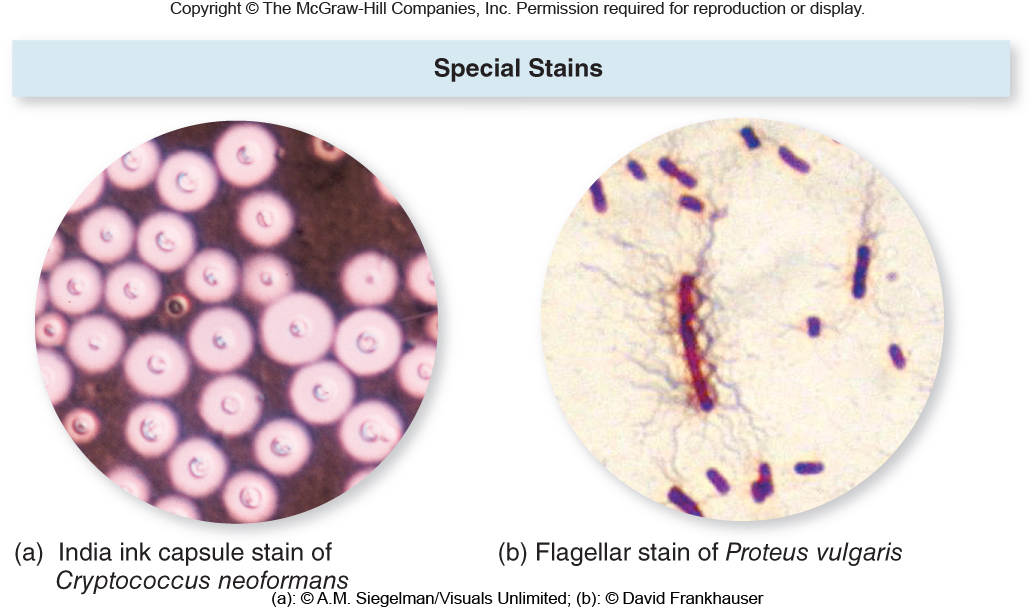 Copyright © The McGraw-Hill Companies, Inc. Permission required for reproduction or display.
Special Stains
(a) India ink capsule stain of
Cryptococcus neoformans
(b) Flagellar stain of Proteus vulgaris
(a): © A.M. Siegelman/Visuals Unlimited; (b): © David Frankhauser